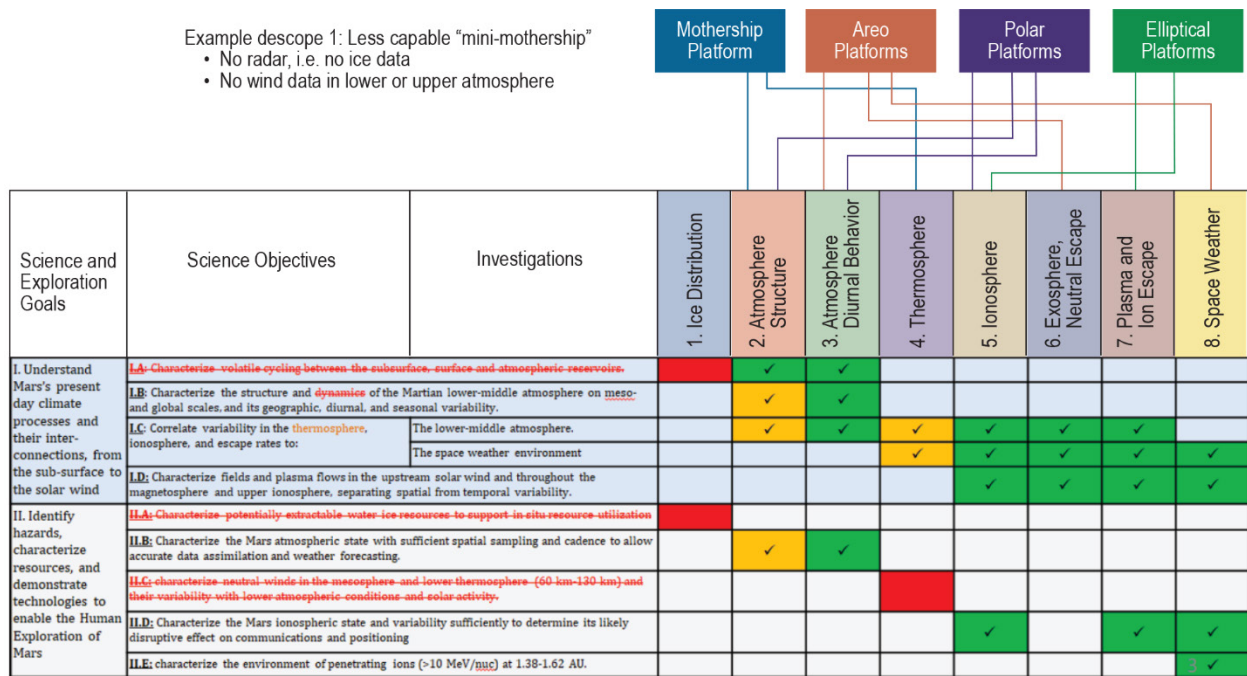 Example descope 1: Less capable “mini-mothership”
• No radar, i.e. no ice data
• No wind data in lower or upper atmosphere
Mothership
Platform
Areo
Platforms
Polar
Platforms
Elliptical
Platforms
Science and
Exploration
Goals
Science Objectives
Investigations
1. Ice Distribution
2. Atmosphere
Structure
3. Atmosphere
Diurnal Behavior
4. Thermosphere
5. Ionosphere
6. Exosphere,
Neutral Escape
7. Plasma and
Ion Escape
8. Space Weather
I. Understand
Mars's present
day climate
processes and
their inter-
connections, from
the sub-surface to
the solar wind
I.A: Characterize volatile cycling between the subsurface, surface and atmospheric reservoirs.
✓ ✓
I.B: Characterize the structure and dynamics of the Martian lower-middle atmosphere on meso-
and global scales, and its geographic, diurnal, and seasonal variability.
✓ ✓
I.C: Correlate variability in the thermosphere,
ionosphere, and escape rates to:
The lower-middle atmosphere.
✓ ✓ ✓ ✓ ✓ ✓
The space weather environment
✓ ✓ ✓ ✓ ✓
I.D: Characterize fields and plasma flows in the upstream solar wind and throughout the
magnetosphere and upper ionosphere, separating spatial from temporal variability.
✓ ✓ ✓ ✓
II. Identify
hazards,
characterize
resources, and
demonstrate
technologies to
enable the Human
Exploration of
Mars
II.A: Characterize potentially extractable water ice resources to support in situ resource utilization
II.B: Characterize the Mars atmospheric state with sufficient spatial sampling and cadence to allow
accurate data assimilation and weather forecasting.
✓ ✓
II.C: characterize neutral winds in the mesosphere and lower thermosphere (60 km-130 km) and
their variability with lower atmospheric conditions and solar activity.
II.D: Characterize the Mars ionospheric state and variability sufficiently to determine its likely
disruptive effect on communications and positioning
✓ ✓ ✓
II.E: characterize the environment of penetrating ions (>10 MeV/nuc) at 1.38-1.62 AU.
3 ✓